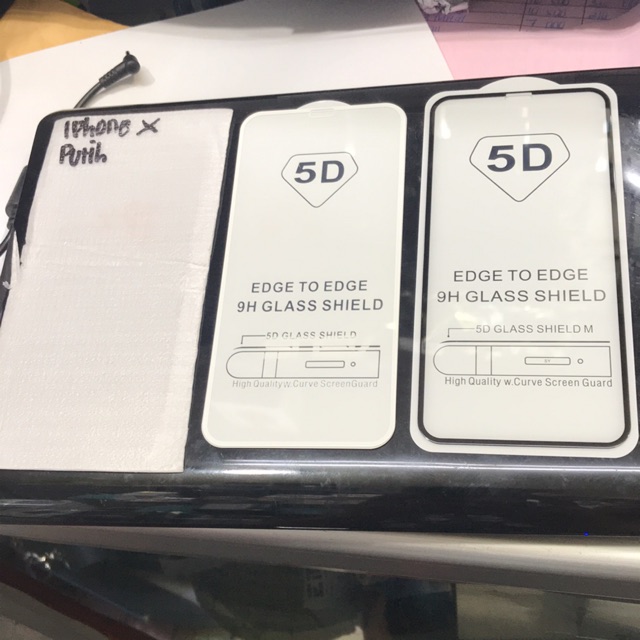 Iphone X
Putih
5D
EDGE TO EDGE
9H GLASS SHIELD
5D GLASS SHIELD
High Quality w.Curve ScreenGuard
5D
EDGE TO EDGE
9H GLASS SHIELD
5D GLASS SHIELD M
High Quality w.Curve Screen Guard